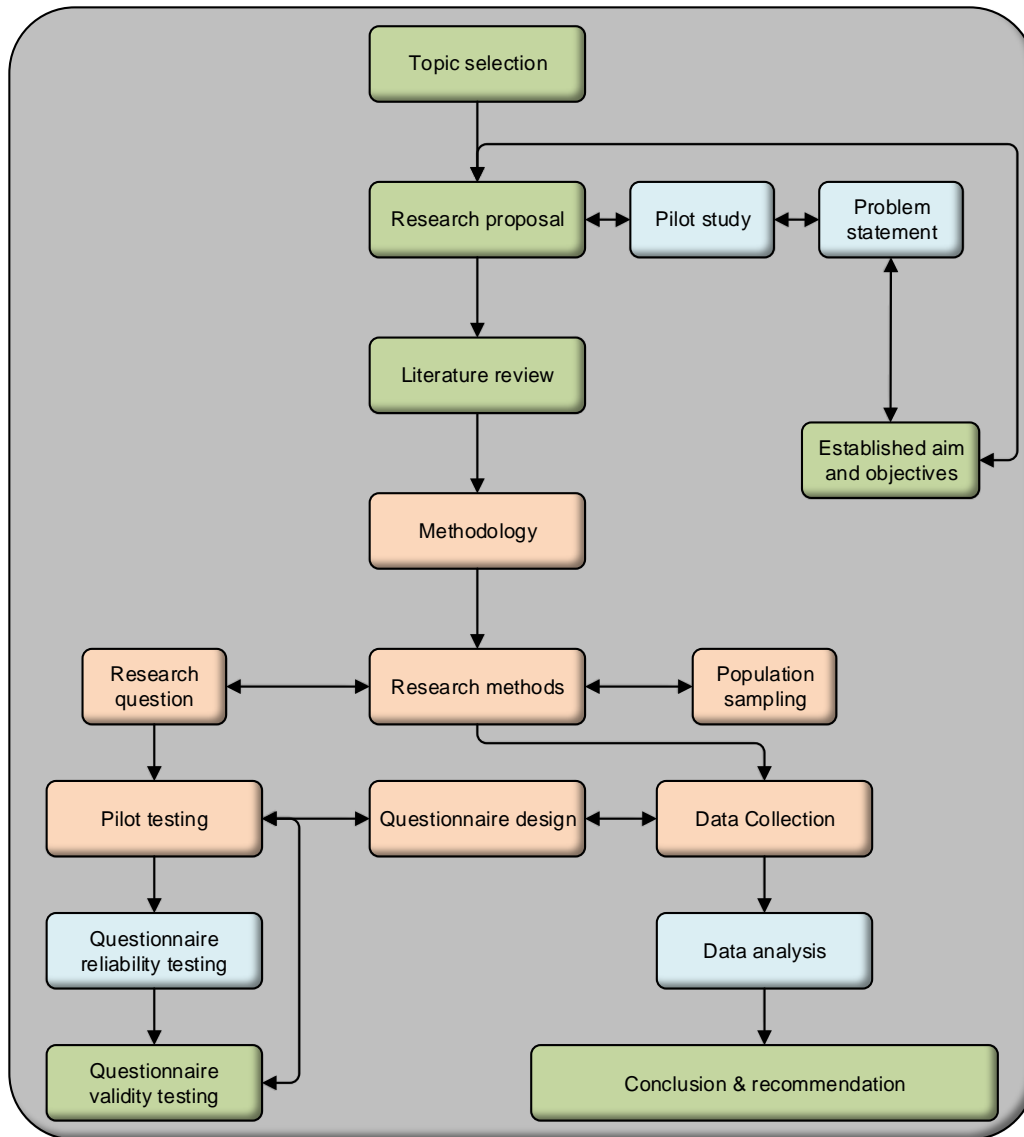 Topic selection
Research proposal
Pilot study
Problem
statement
Literature review
Established aim
and objectives
Methodology
Research
question
Research methods
Population
sampling
Pilot testing
Questionnaire design
Data Collection
Questionnaire
reliability testing
Data analysis
Questionnaire
validity testing
Conclusion & recommendation